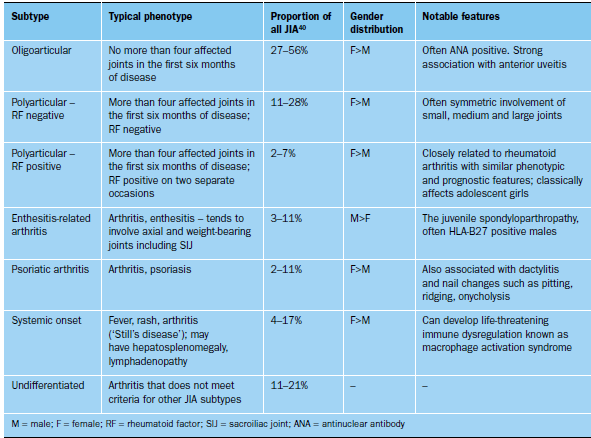 Subtype Typical phenotype Proportion of all JIA40 Gender distribution Notable features
Oligoarticular
No more than four affected
joints in the first six months
of disease
27–56%
F>M
Often ANA positive. Strong
association with anterior uveitis
Polyarticular –
RF negative
More than four affected joints in
the first six months of disease;
RF negative
11–28%
F>M
Often symmetric involvement of
small, medium and large joints
Polyarticular –
RF positive
More than four affected joints in
the first six months of disease;
RF positive on two separate
occasions
2–7%
F>M
Closely related to rheumatoid
arthritis with similar phenotypic
and prognostic features; classically
affects adolescent girls
Enthesitis-related
arthritis
Arthritis, enthesitis – tends to
involve axial and weight-bearing
joints including SIJ
3–11%
M>F
The juvenile spondyloparthropathy,
often HLA-B27 positive males
Psoriatic arthritis
Arthritis, psoriasis
2–11%
F>M
Also associated with dactylitis
and nail changes such as pitting,
ridging, onycholysis
Systemic onset
Fever, rash, arthritis
(‘Still’s disease’); may
have hepatosplenomegaly,
lymphadenopathy
4–17%
F>M
Can develop life-threatening
immune dysregulation known as
macrophage activation syndrome
Undifferentiated
Arthritis that does not meet
criteria for other JIA subtypes
11–21%
–
–
M = male; F = female; RF = rheumatoid factor; SIJ = sacroiliac joint; ANA = antinuclear antibody